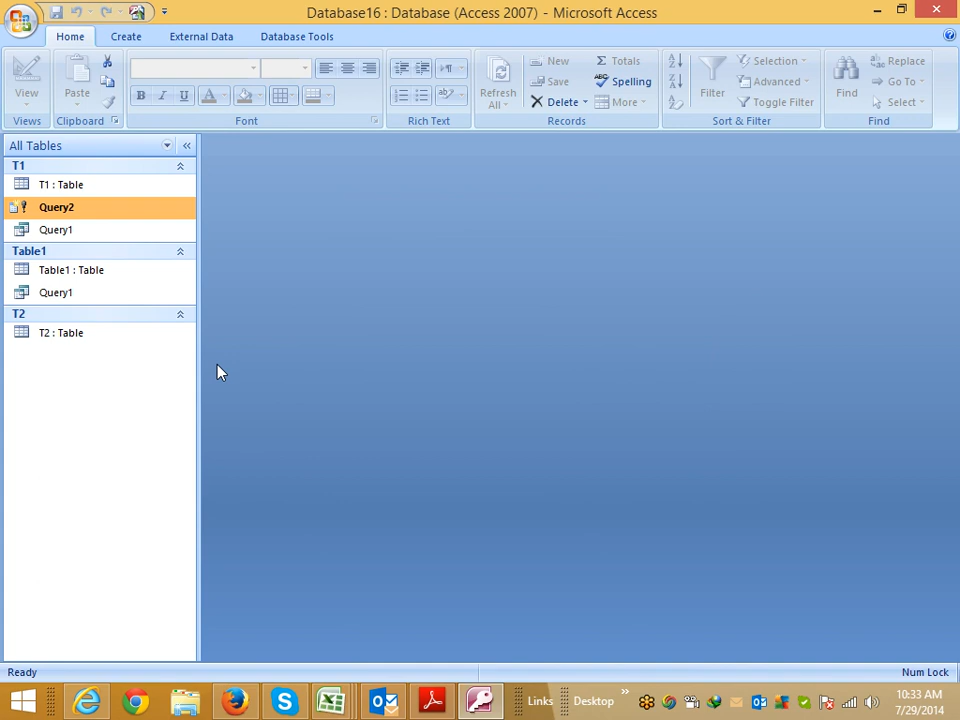 Database16 : Database (Access 2007) - Microsoft Access
Home Create External Data Database Tools
View
Views
Paste
Clipboard
B I U A
Font
Rich Text
Refresh All
New
Save
Delete
Totals
Spelling
More
Records
Filter
Selection
Advanced
Toggle Filter
Sort & Filter
Find
Replace
Go To
Select
Find
All Tables
T1
T1 : Table
Query2
Query1
Table1
Table1 : Table
Query1
T2
T2 : Table
Ready
Num Lock
Links
Desktop
10:33 AM
7/29/2014